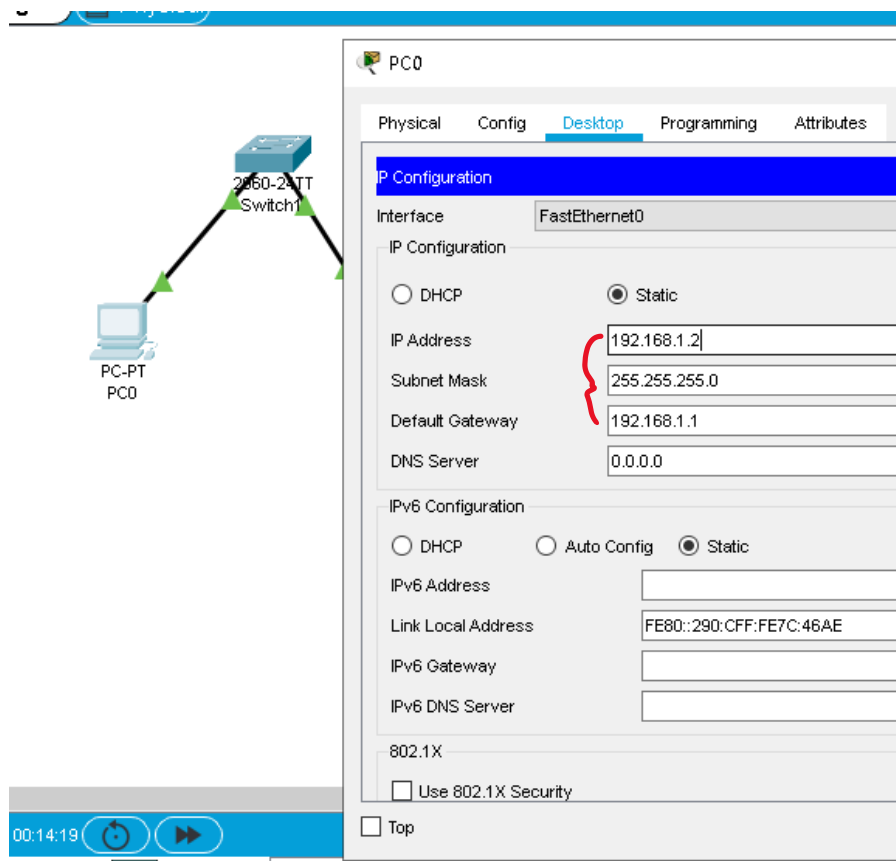 PC0
Physical Config Desktop Programming Attributes
IP Configuration
Interface FastEthernet0
IP Configuration
DHCP Static
IP Address 192.168.1.2
Subnet Mask 255.255.255.0
Default Gateway 192.168.1.1
DNS Server 0.0.0.0
IPv6 Configuration
DHCP Auto Config Static
IPv6 Address
Link Local Address FE80::290:CFF:FE7C:46AE
IPv6 Gateway
IPv6 DNS Server
802.1X
Use 802.1X Security
Top
2960-24TT
Switch1
PC-PT
PC0
00:14:19